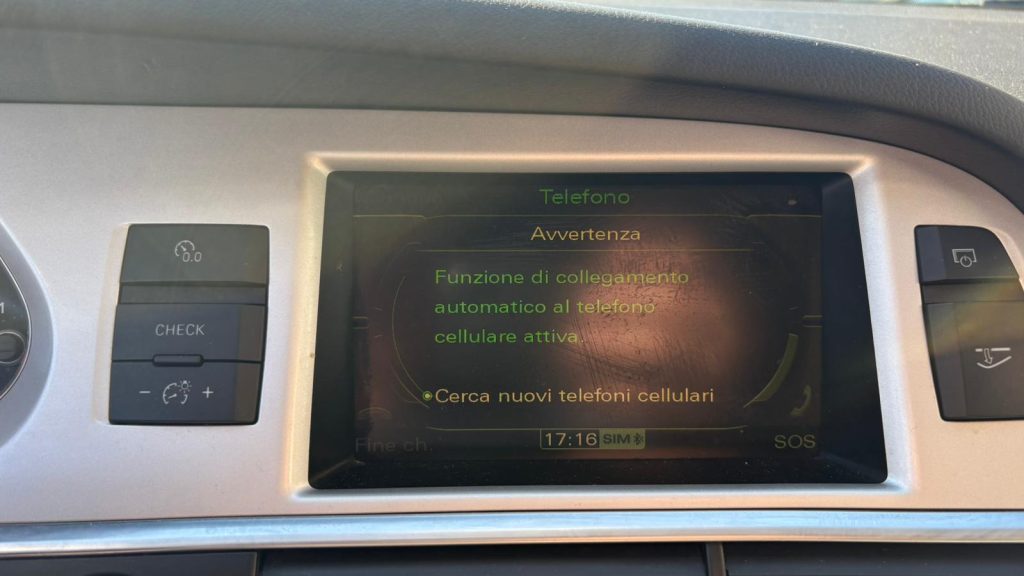 Telefono
Avvertenza
0.0
Funzione di collegamento
automatico al telefono
cellulare attiva.
CHECK
Cerca nuovi telefoni cellulari
- +
Fine ch.
17:16 SIM
SOS
1